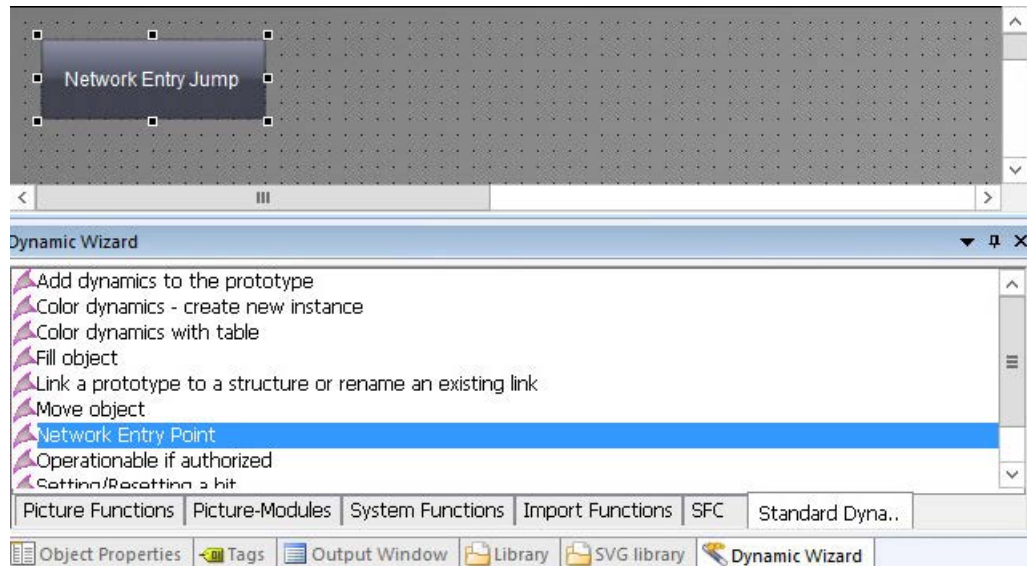 Network Entry Jump
Dynamic Wizard
Add dynamics to the prototype
Color dynamics - create new instance
Color dynamics with table
Fill object
Link a prototype to a structure or rename an existing link
Move object
Network Entry Point
Operationable if authorized
Setting/Resetting a bit
Picture Functions Picture-Modules System Functions Import Functions SFC Standard Dyna..
Object Properties Tags Output Window Library SVG library Dynamic Wizard